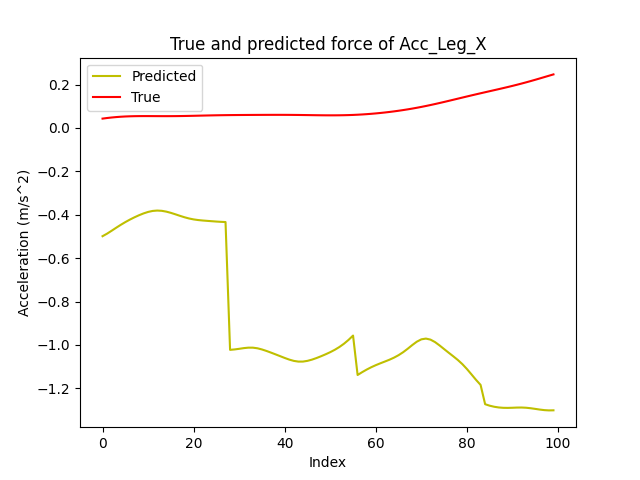 True and predicted force of Acc_Leg_X
Predicted
True
Acceleration (m/s^2)
0.2
0.0
−0.2
−0.4
−0.6
−0.8
−1.0
−1.2
0 20 40 60 80 100
Index